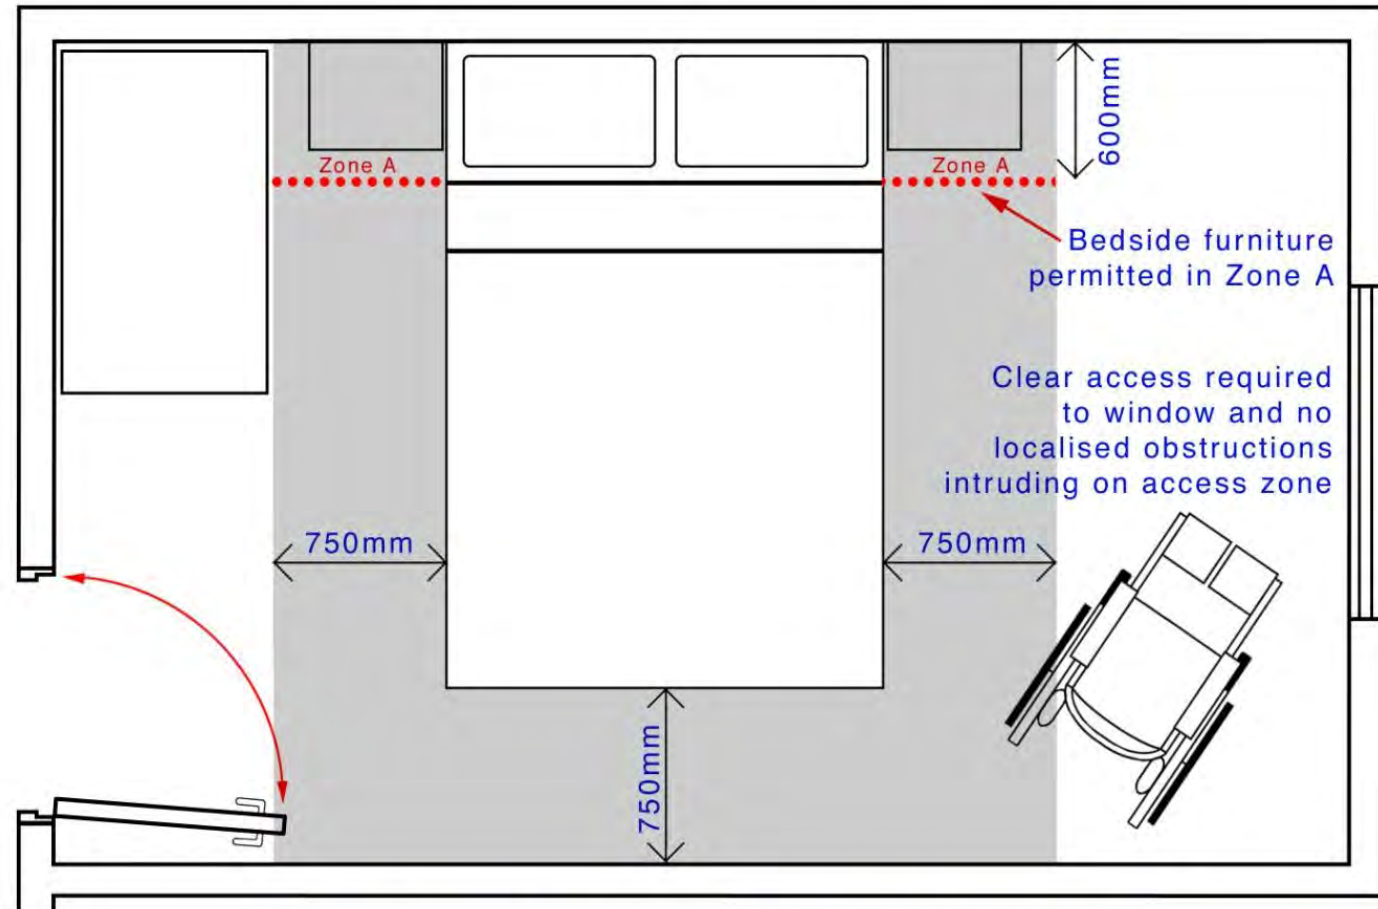 600mm
Zone A
Zone A
Bedside furniture
permitted in Zone A
Clear access required
to window and no
localised obstructions
intruding on access zone
750mm
750mm
750mm